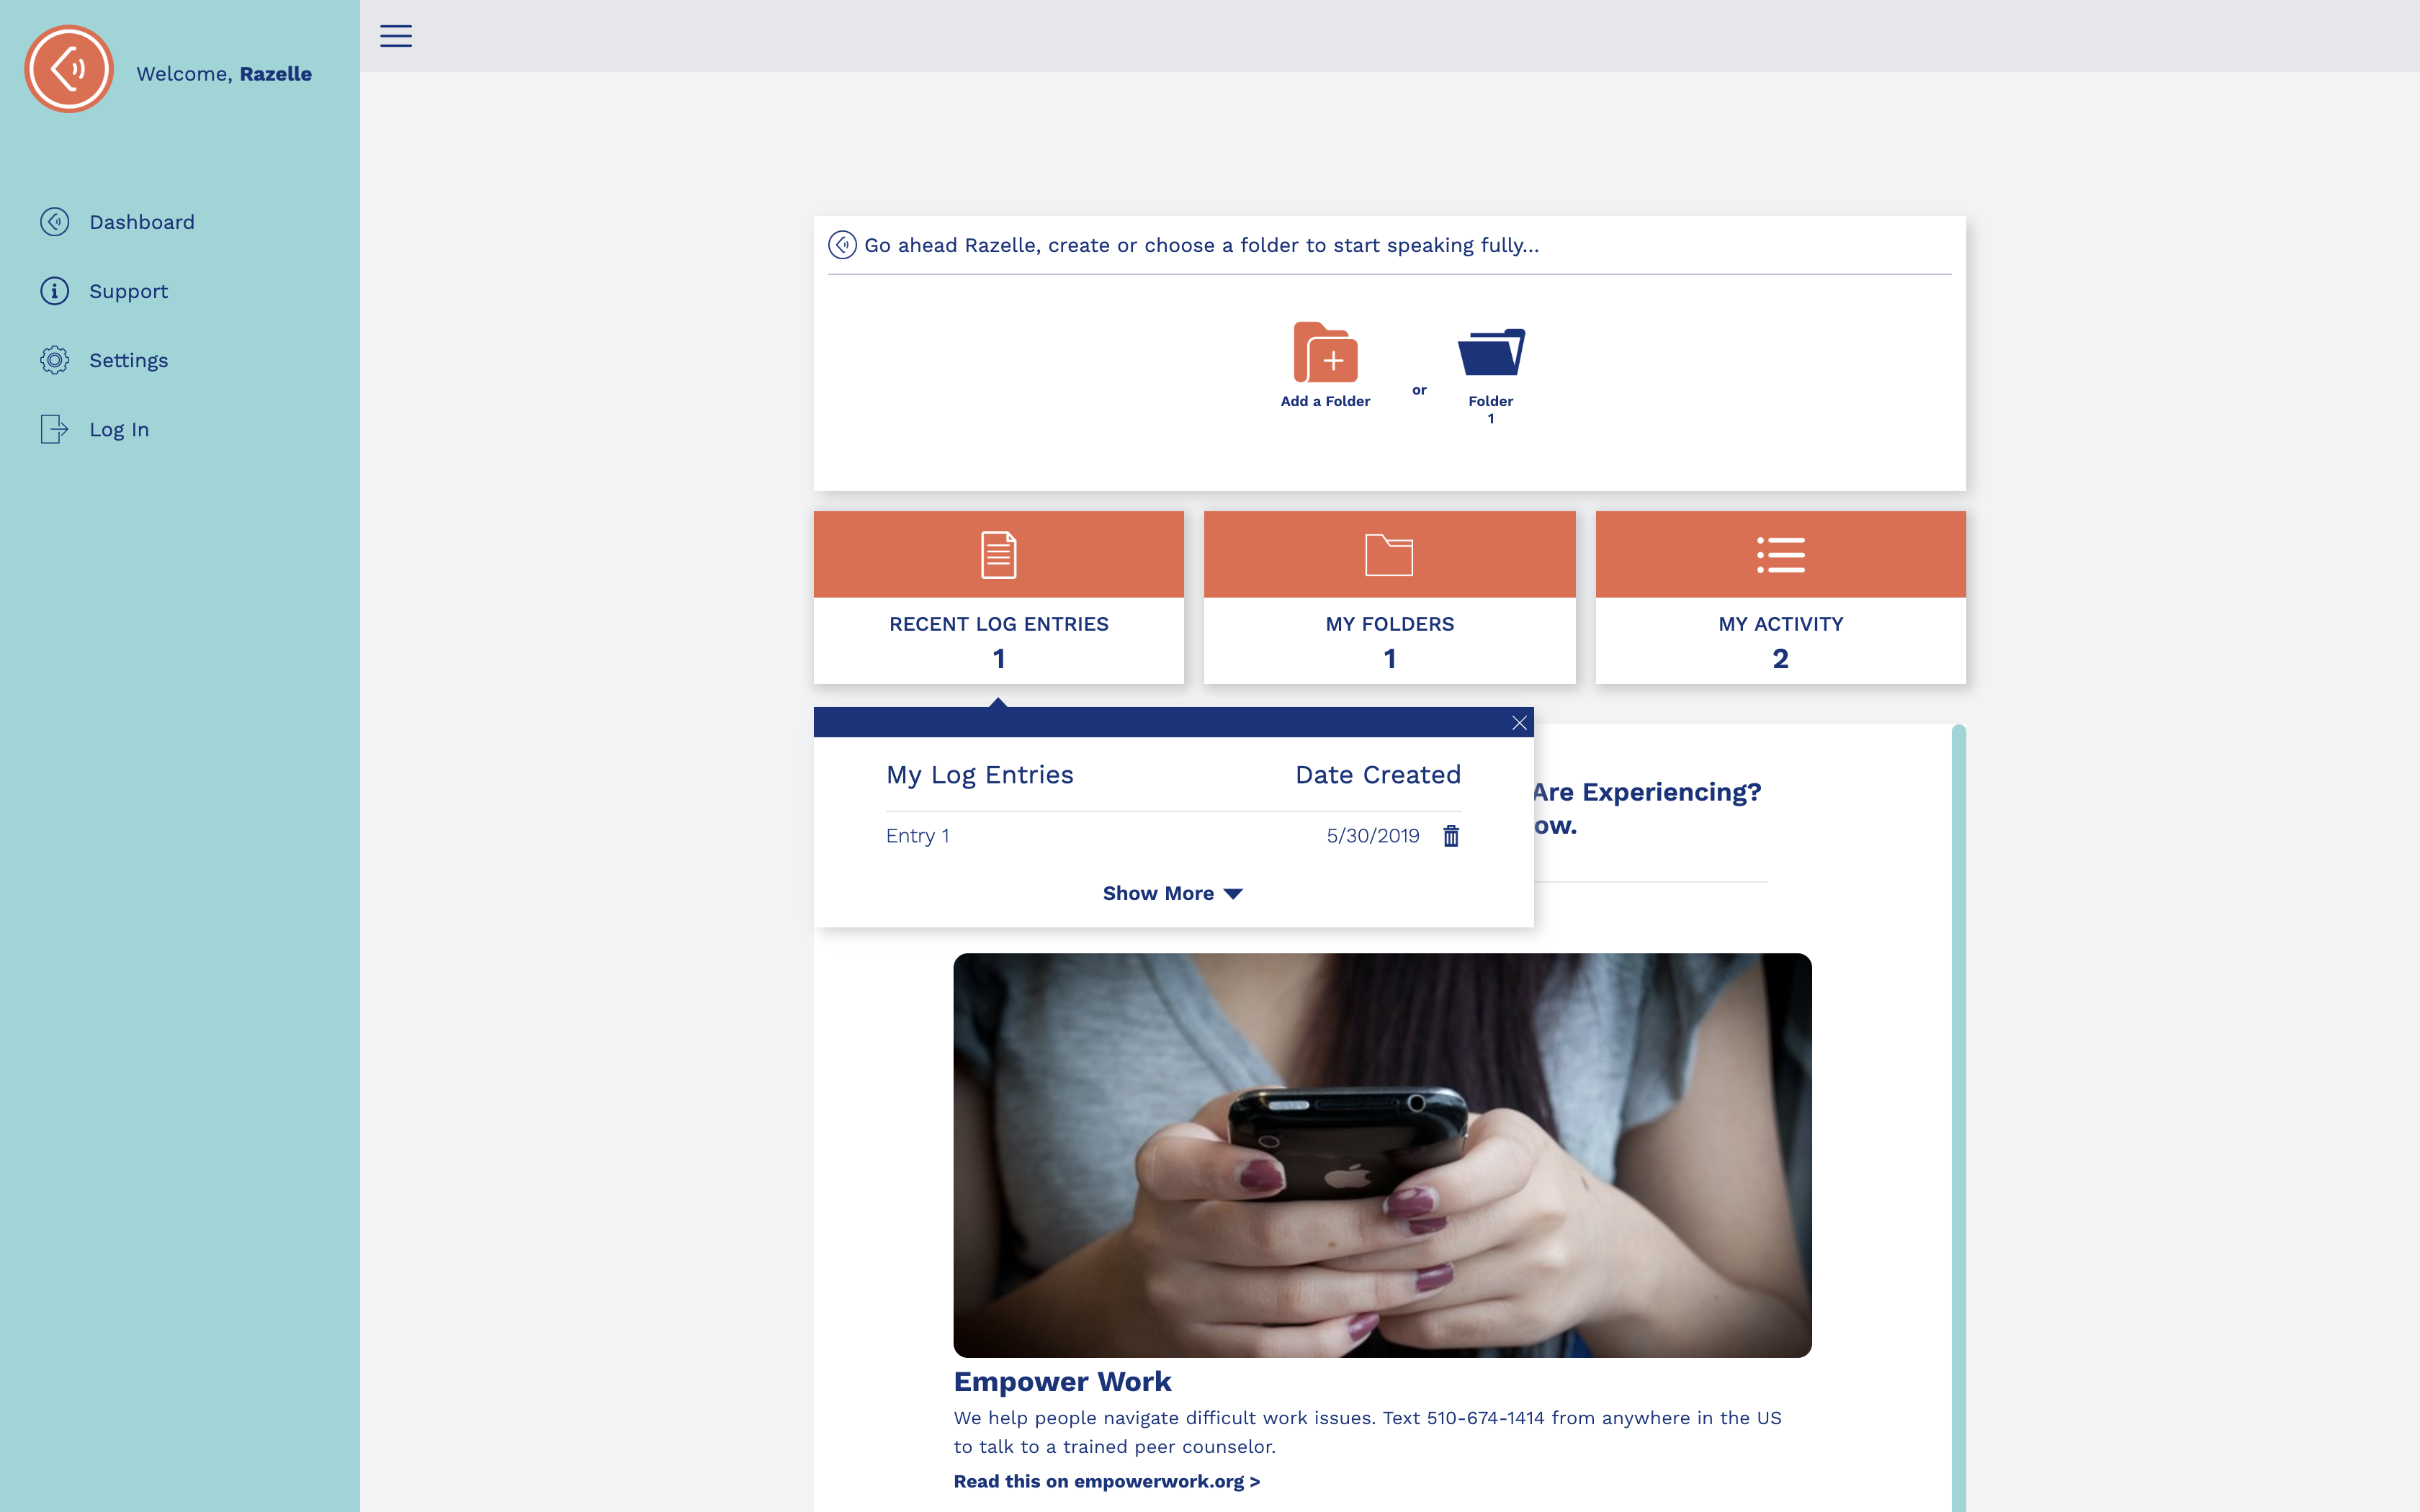 Welcome, Razelle
Dashboard
Support
Settings
Log In
Go ahead Razelle, create or choose a folder to start speaking fully...
Add a Folder
or
Folder
1
RECENT LOG ENTRIES
1
MY FOLDERS
1
MY ACTIVITY
2
My Log Entries Date Created
Entry 1 5/30/2019
Show More
Are Experiencing?
ow.
Empower Work
We help people navigate difficult work issues. Text 510-674-1414 from anywhere in the US
to talk to a trained peer counselor.
Read this on empowerwork.org >